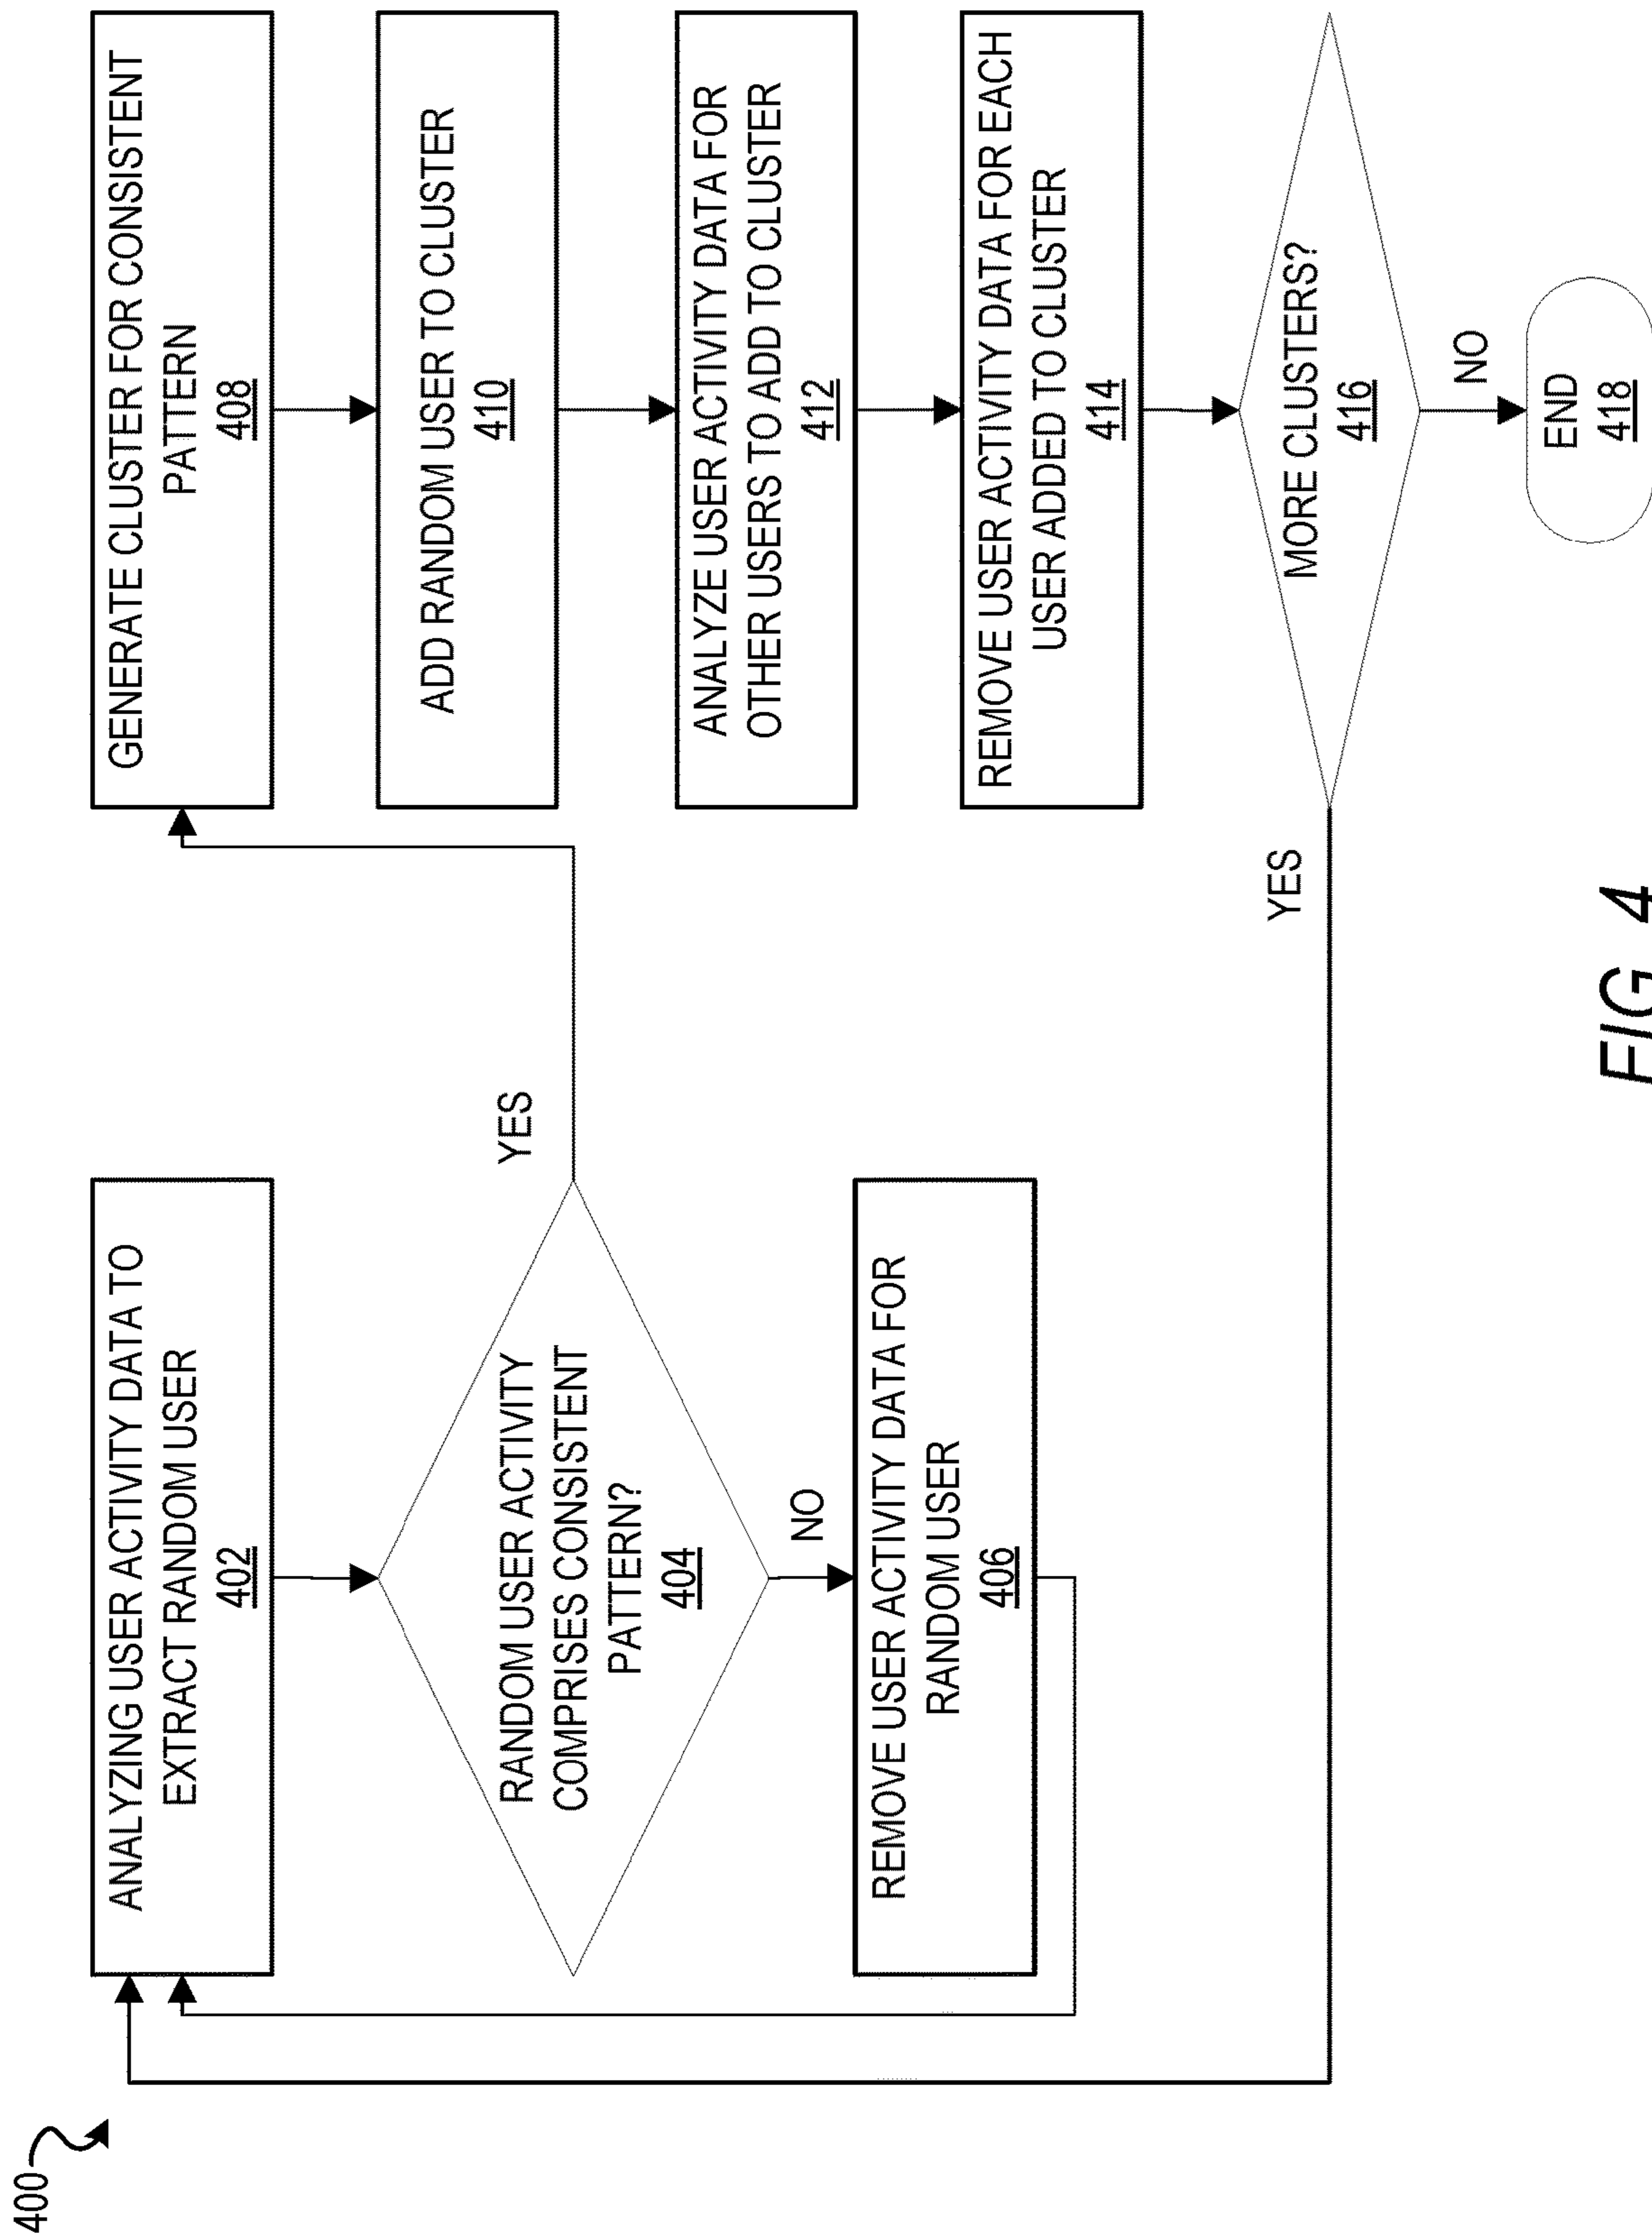 400
ANALYZING USER ACTIVITY DATA TO
EXTRACT RANDOM USER
402
RANDOM USER ACTIVITY
COMPRISES CONSISTENT
PATTERN?
404
YES
NO
REMOVE USER ACTIVITY DATA FOR
RANDOM USER
406
GENERATE CLUSTER FOR CONSISTENT
PATTERN
408
ADD RANDOM USER TO CLUSTER
410
ANALYZE USER ACTIVITY DATA FOR
OTHER USERS TO ADD TO CLUSTER
412
REMOVE USER ACTIVITY DATA FOR EACH
USER ADDED TO CLUSTER
414
MORE CLUSTERS?
416
YES
NO
END
418
FIG 4